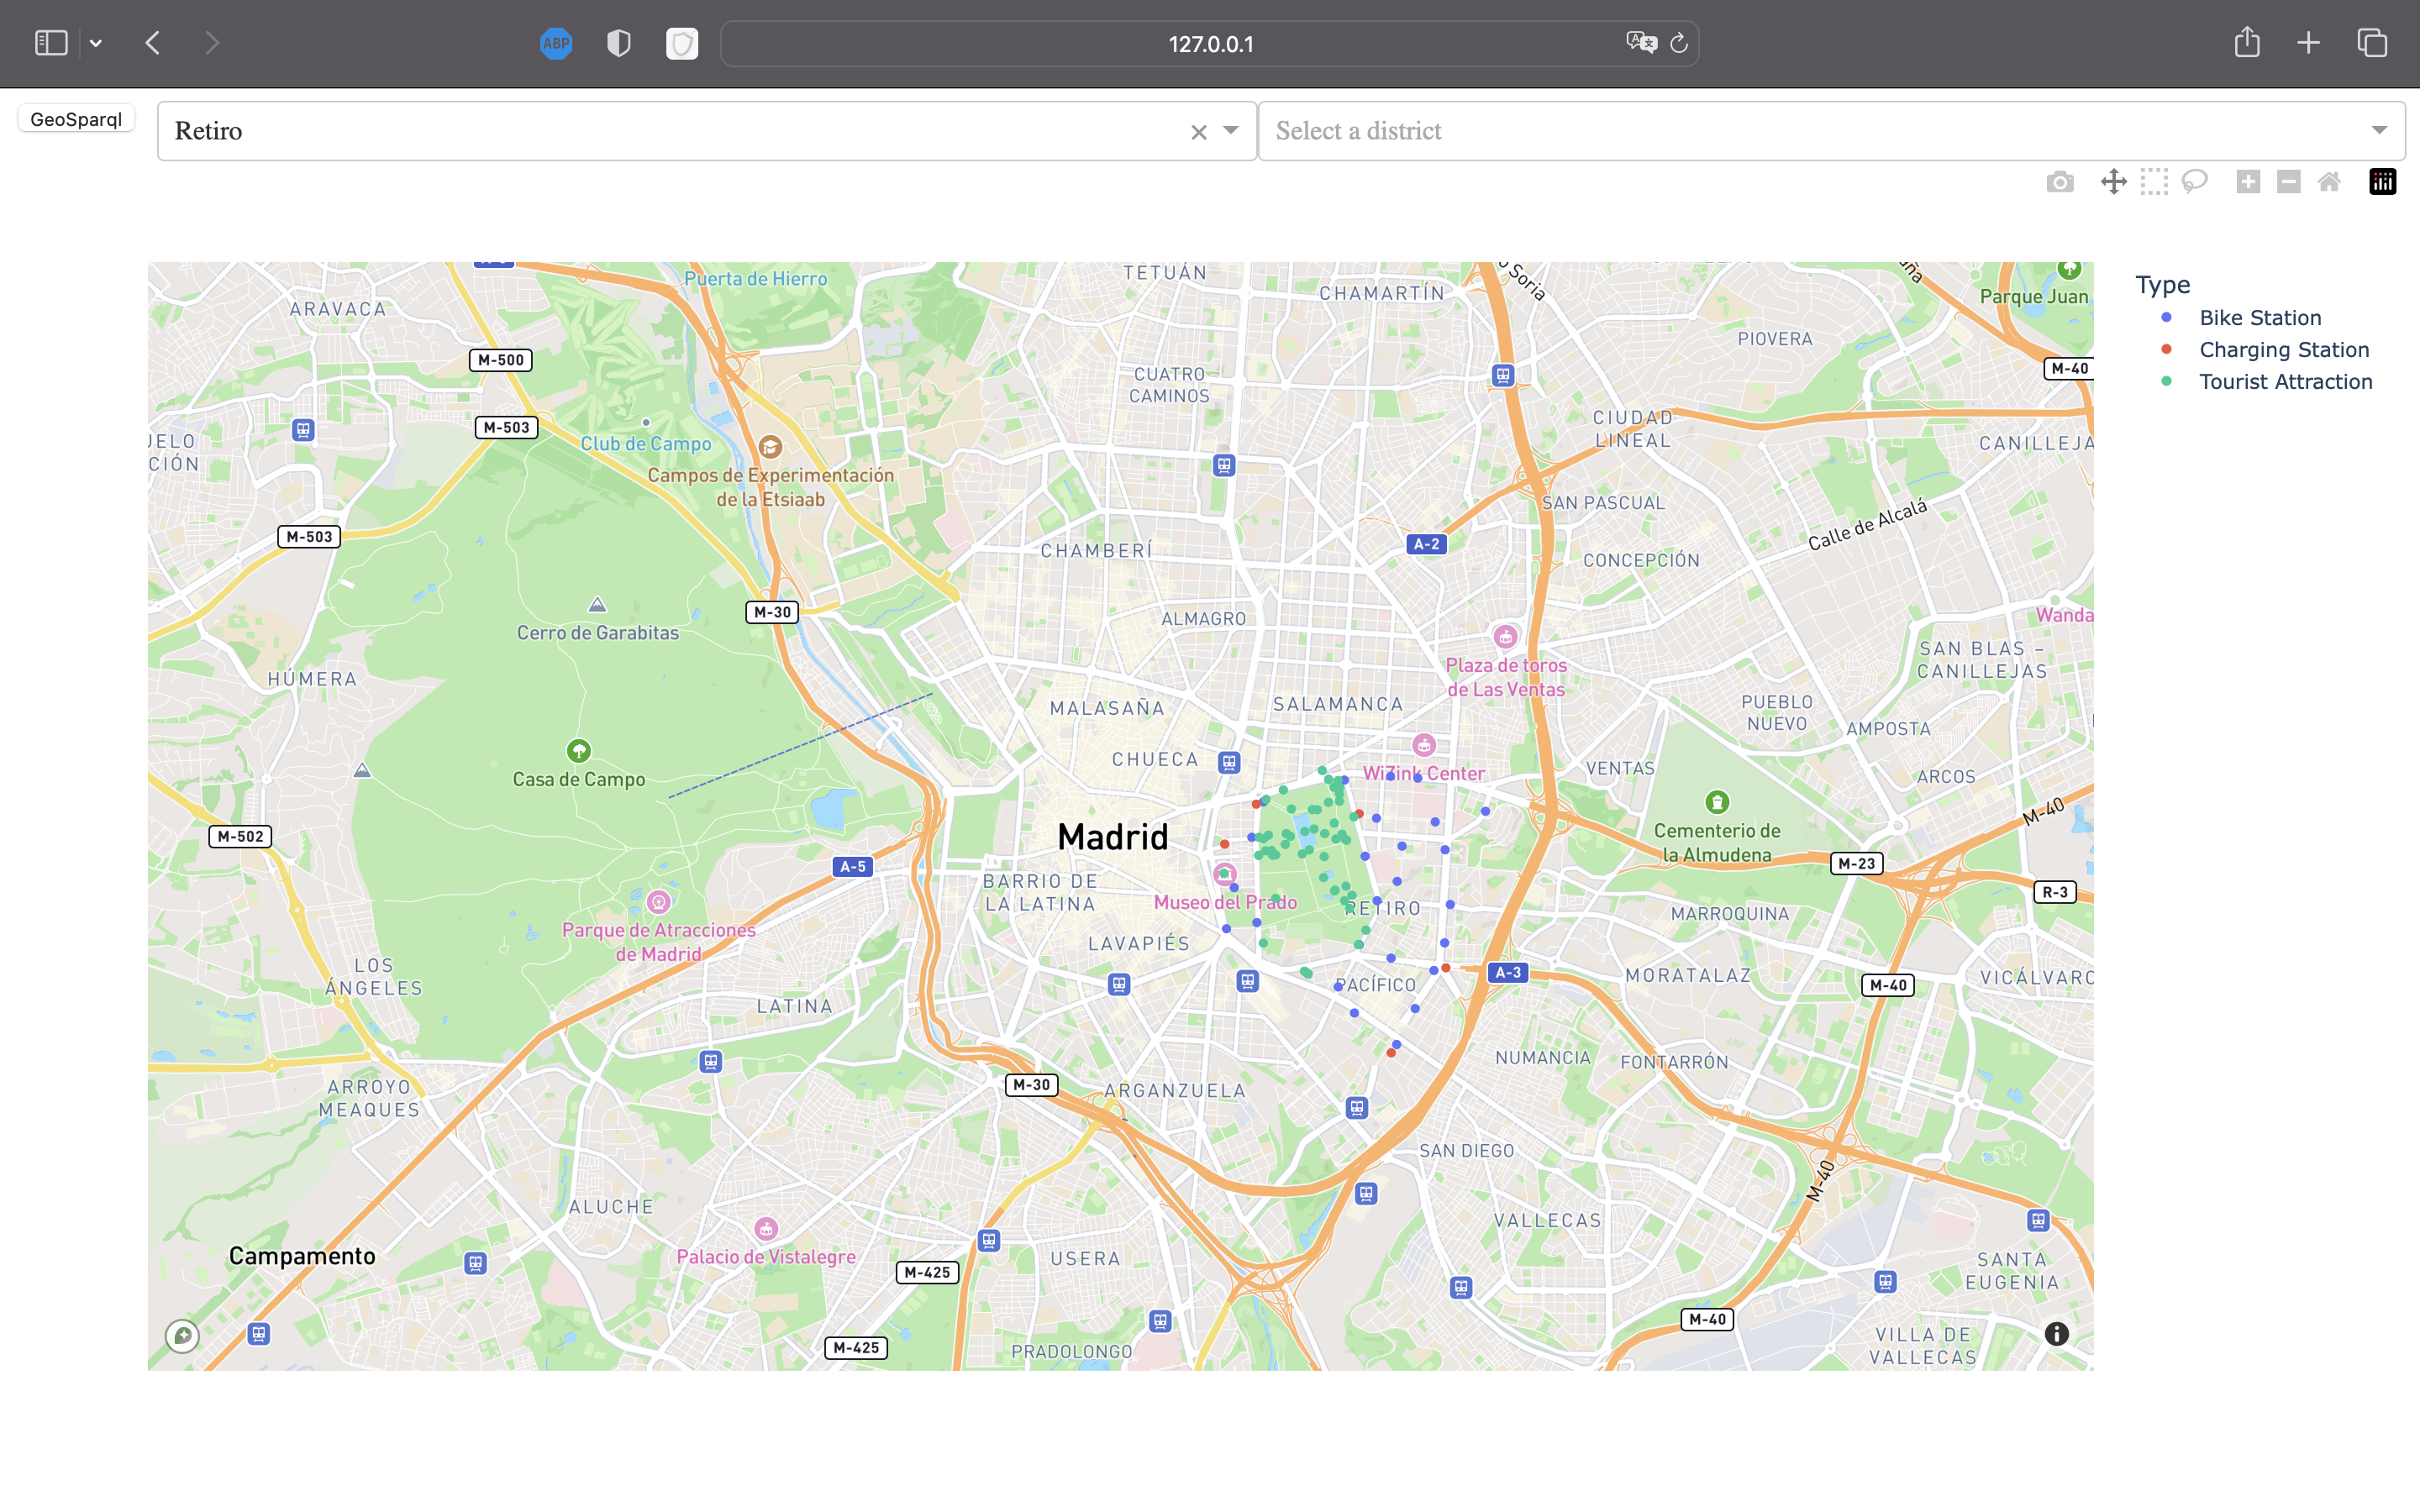 ABP
127.0.0.1
GeoSparql
Retiro
Select a district
Type
Bike Station
Charging Station
Tourist Attraction
Puerta de Hierro
TETUÁN
CHAMARTÍN
Soria
Parque Juan
ARAVACA
PIOVERA
M-500
M-40
CUATRO
CAMINOS
M-503
CIUDAD
LINEAL
Club de Campo
CANILLEJA
Campos de Experimentación
de la Etsiaab
SAN PASCUAL
Calle de Alcalá
M-503
A-2
CHAMBERÍ
CONCEPCIÓN
M-30
ALMAGRO
Wanda
Cerro de Garabitas
SAN BLAS –
CANILLEJAS
HÚMERA
Plaza de toros
de Las Ventas
MALASAÑA
SALAMANCA
PUEBLO
NUEVO
AMPOSTA
CHUECA
WiZink Center
VENTAS
ARCOS
Casa de Campo
M-40
M-502
Madrid
Cementerio de
la Almudena
M-23
A-5
BARRIO DE
LA LATINA
R-3
Museo del Prado
RETIRO
MARROQUINA
Parque de Atracciones
de Madrid
LAVAPIÉS
LOS
ÁNGELES
A-3
MORATALAZ
M-40
VICÁLVARO
PACÍFICO
LATINA
NUMANCIA
FONTARRÓN
ARROYO
MEAQUES
M-30
ARGANZUELA
SAN DIEGO
M-40
ALUCHE
VALLECAS
Campamento
Palacio de Vistalegre
USERA
M-425
SANTA
EUGENIA
M-40
M-425
PRADOLONGO
VILLA DE
VALLECAS